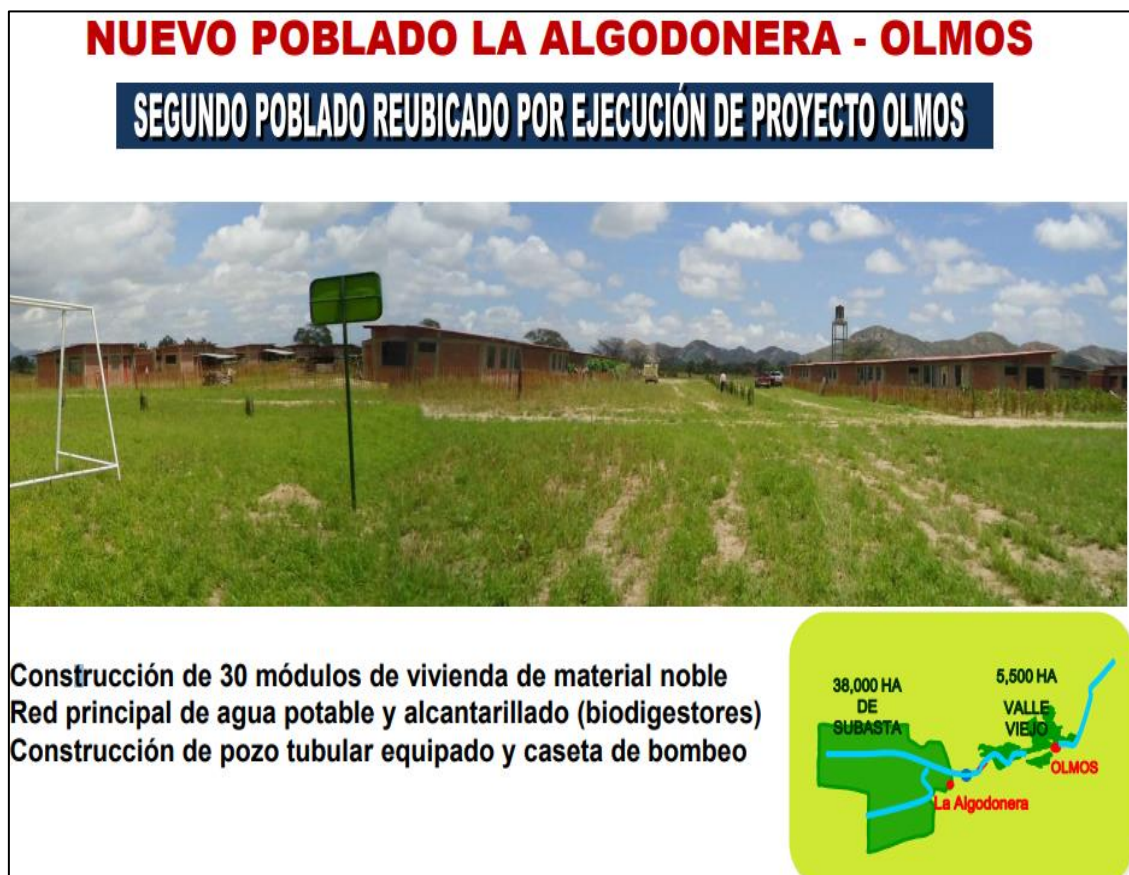 NUEVO POBLADO LA ALGODONERA - OLMOS
SEGUNDO POBLADO REUBICADO POR EJECUCIÓN DE PROYECTO OLMOS
Construcción de 30 módulos de vivienda de material noble
Red principal de agua potable y alcantarillado (biodigestores)
Construcción de pozo tubular equipado y caseta de bombeo
38,000 HA
DE
SUBASTA
5,500 HA
VALLE
VIEJO
OLMOS
La Algodonera